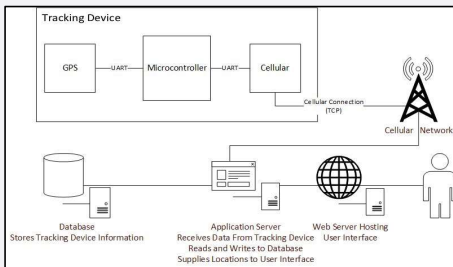 Tracking Device
GPS
UART
Microcontroller
UART
Cellular
Cellular Connection
(TCP)
Cellular Network
Database
Stores Tracking Device Information
Application Server
Receives Data From Tracking Device
Reads and Writes to Database
Supplies Locations to User Interface
Web Server Hosting
User Interface